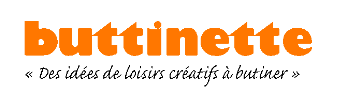 buttinette
« Des idées de loisirs créatifs à butiner »